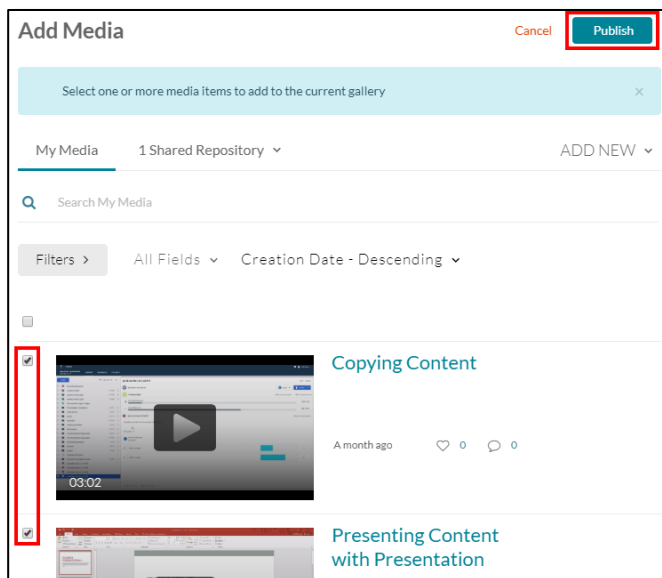 Add Media
Cancel
Publish
Select one or more media items to add to the current gallery
×
My Media
1 Shared Repository
ADD NEW
Search My Media
Filters >
All Fields
Creation Date - Descending
Copying Content
A month ago
0
0
03:02
Presenting Content
with Presentation